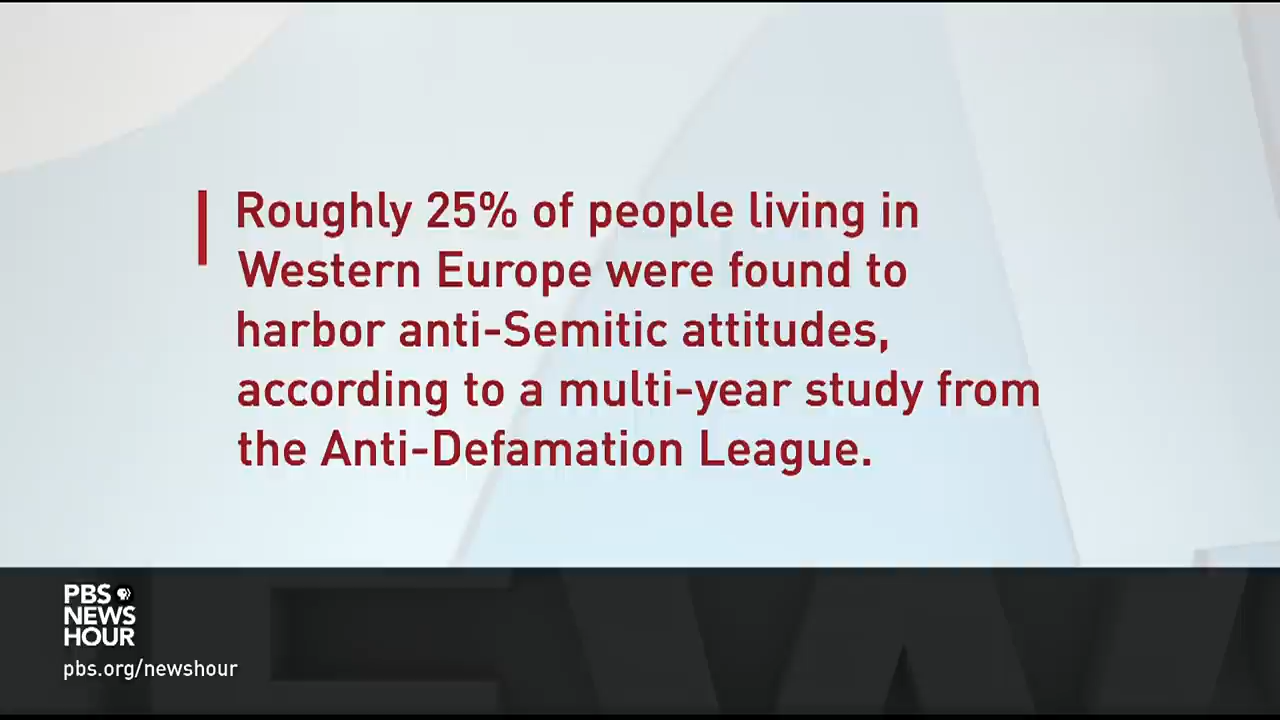 Roughly 25% of people living in
Western Europe were found to
harbor anti-Semitic attitudes,
according to a multi-year study from
the Anti-Defamation League.
PBS
NEWS
HOUR
pbs.org/newshour